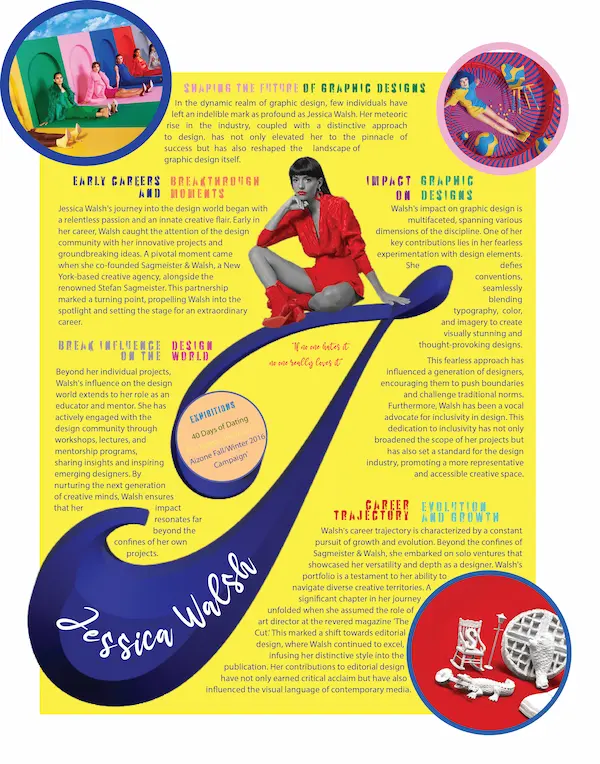 SHAPING THE FUTURE OF GRAPHIC DESIGNS
In the dynamic realm of graphic design, few individuals have
left an indelible mark as profound as Jessica Walsh. Her meteoric
rise in the industry, coupled with a distinctive approach
to design, has not only elevated her to the pinnacle of
success but has also reshaped the landscape of
graphic design itself.
EARLY CAREERS AND BREAKTHROUGH MOMENTS
Jessica Walsh's journey into the design world began with
a relentless passion and an innate creative flair. Early in
her career, Walsh caught the attention of the design
community with her innovative projects and
groundbreaking ideas. A pivotal moment came
when she co-founded Sagmeister & Walsh, a New
York-based creative agency, alongside the
renowned Stefan Sagmeister. This partnership
marked a turning point, propelling Walsh into the
spotlight and setting the stage for an extraordinary
career.
BREAK INFLUENCE ON THE DESIGN WORLD
Beyond her individual projects,
Walsh's influence on the design
world extends to her role as an
educator and mentor. She has
actively engaged with the
design community through
workshops, lectures, and
mentorship programs,
sharing insights and inspiring
emerging designers. By
nurturing the next generation
of creative minds, Walsh ensures
that her impact
resonates far
beyond the
confines of her own
projects.
"If no one hates it
no one really loves it"
EXHIBITIONS
40 Days of Dating
Aizone Fall/Winter 2016
Campaign'
Jessica Walsh
IMPACT ON GRAPHIC DESIGNS
Walsh's impact on graphic design is
multifaceted, spanning various
dimensions of the discipline. One of her
key contributions lies in her fearless
experimentation with design elements.
She defies
conventions,
seamlessly
blending
typography, color,
and imagery to create
visually stunning and
thought-provoking designs.
This fearless approach has
influenced a generation of designers,
encouraging them to push boundaries
and challenge traditional norms.
Furthermore, Walsh has been a vocal
advocate for inclusivity in design. This
dedication to inclusivity has not only
broadened the scope of her projects but
has also set a standard for the design
industry, promoting a more representative
and accessible creative space.
CAREER TRAJECTORY EVOLUTION AND GROWTH
Walsh's career trajectory is characterized by a constant
pursuit of growth and evolution. Beyond the confines of
Sagmeister & Walsh, she embarked on solo ventures that
showcased her versatility and depth as a designer. Walsh's
portfolio is a testament to her ability to
navigate diverse creative territories. A
significant chapter in her journey
unfolded when she assumed the role of
art director at the revered magazine 'The
Cut.' This marked a shift towards editorial
design, where Walsh continued to excel,
infusing her distinctive style into the
publication. Her contributions to editorial design
have not only earned critical acclaim but have also
influenced the visual language of contemporary media.